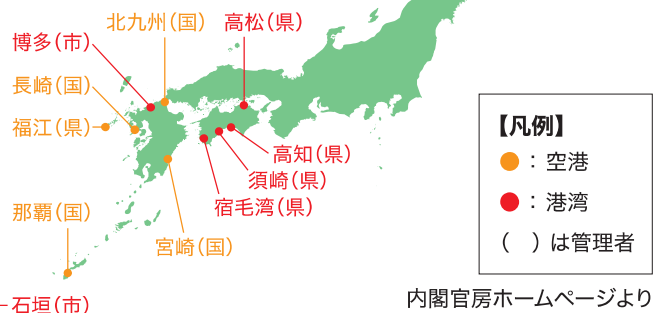 北九州（国）
高松（県）
博多（市）
長崎（国）
福江（県）
高知（県）
須崎（県）
宿毛湾（県）
那覇（国）
宮崎（国）
石垣（市）
【凡例】
：空港
：港湾
（　）は管理者
内閣官房ホームページより